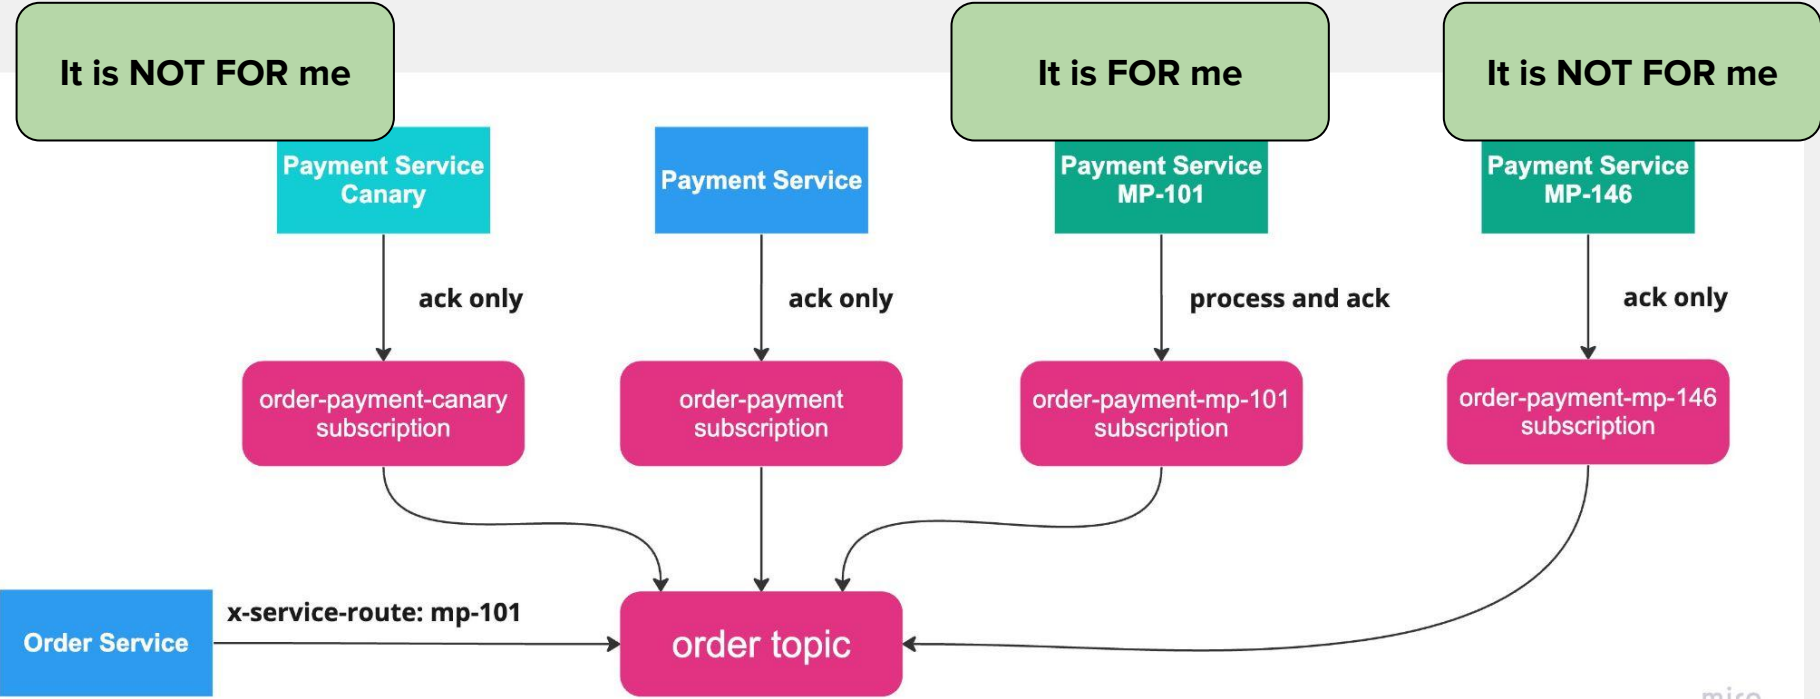 It is NOT FOR me
It is FOR me
It is NOT FOR me
Payment Service
Canary
Payment Service
Payment Service
MP-101
Payment Service
MP-146
ack only
ack only
process and ack
ack only
order-payment-canary
subscription
order-payment
subscription
order-payment-mp-101
subscription
order-payment-mp-146
subscription
Order Service
x-service-route: mp-101
order topic
miro